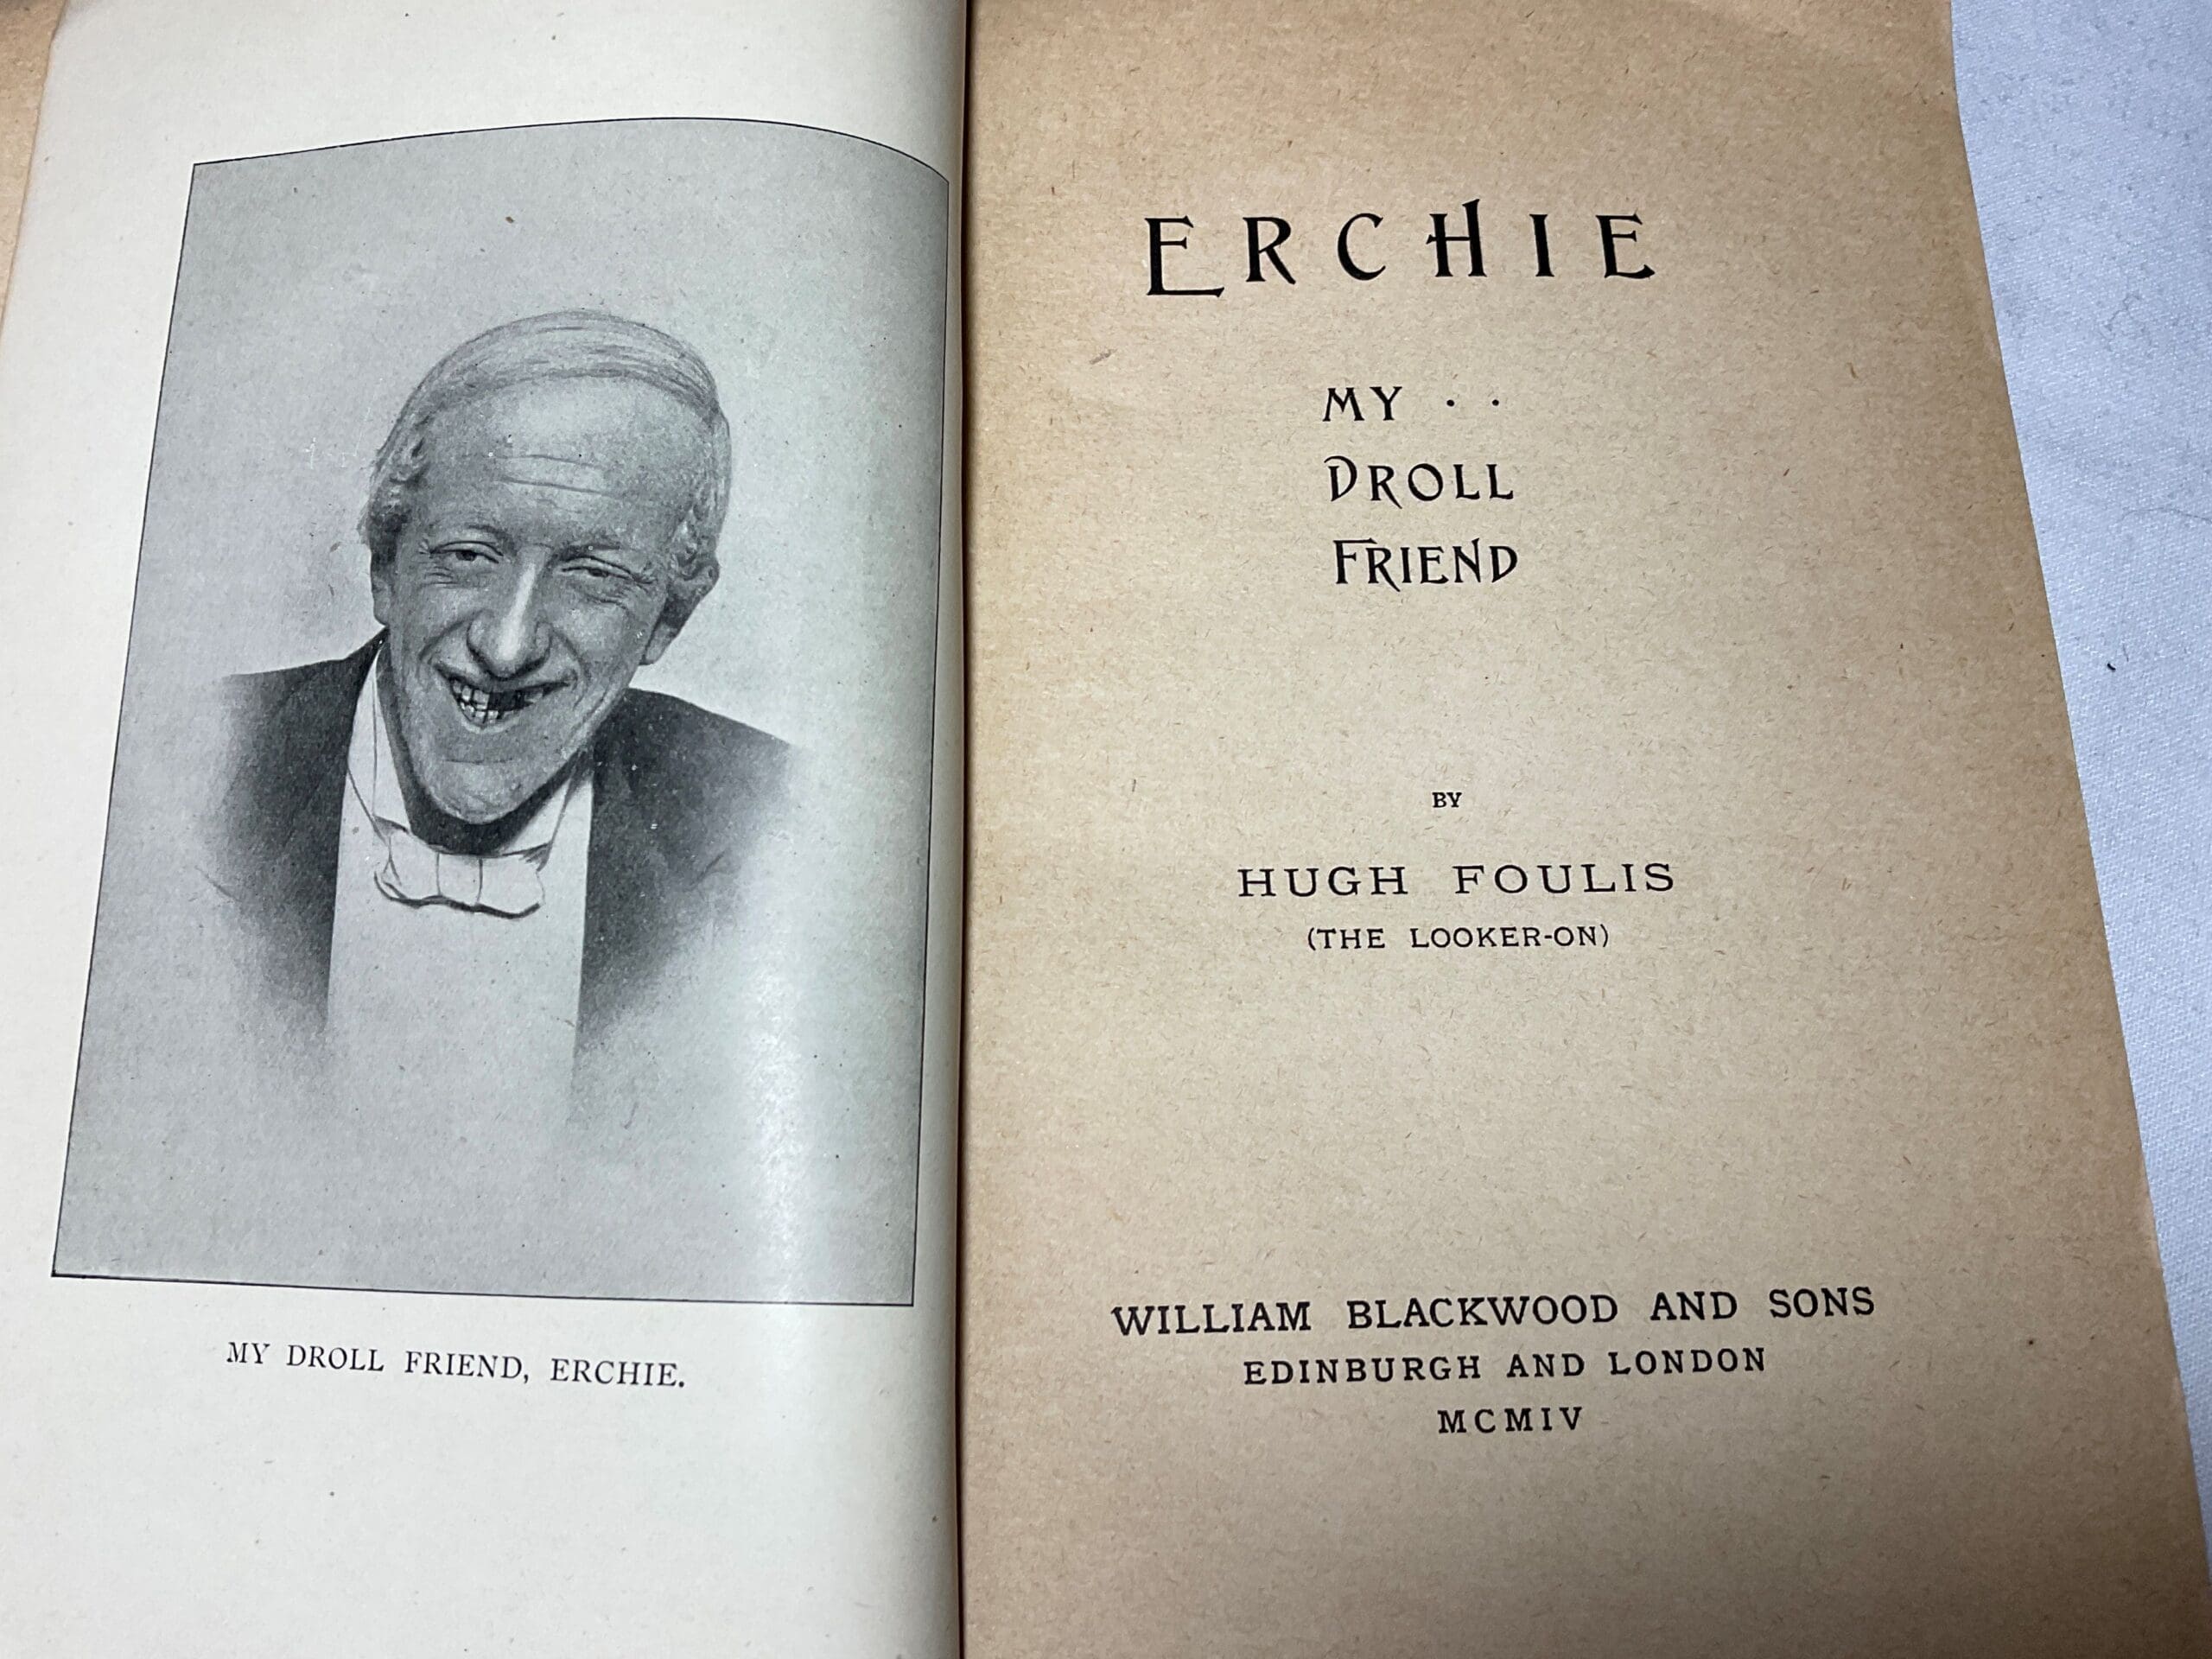 MY DROLL FRIEND, ERCHIE.
ERCHIE
MY · ·
DROLL
FRIEND
BY
HUGH FOULIS
(THE LOOKER-ON)
WILLIAM BLACKWOOD AND SONS
EDINBURGH AND LONDON
MCMIV